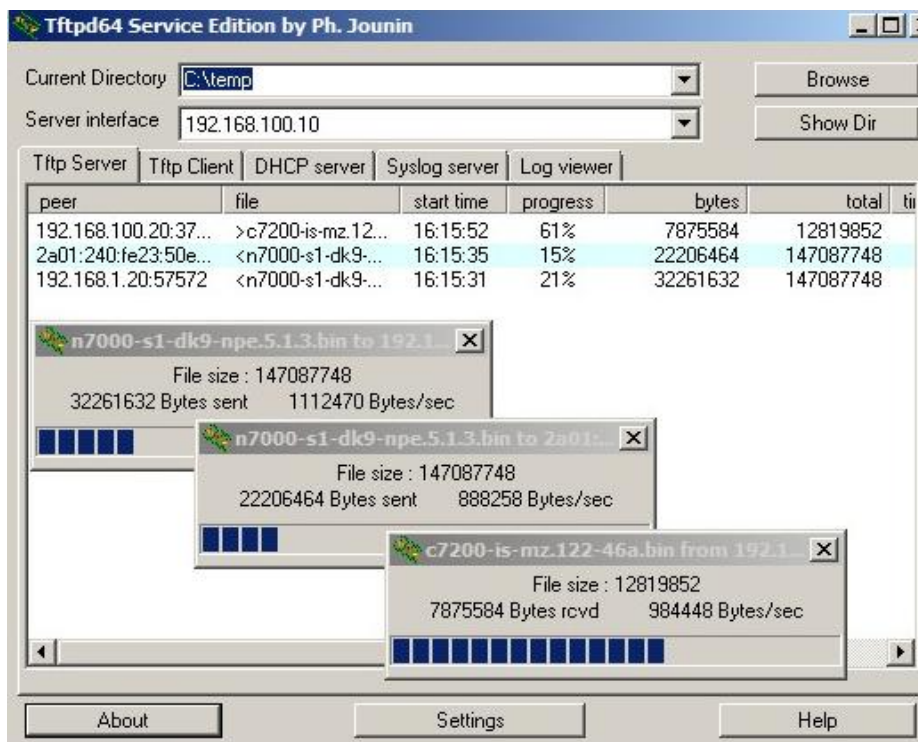 Tftpd64 Service Edition by Ph. Jounin
Current Directory C:\temp Browse
Server interface 192.168.100.10 Show Dir
Tftp Server Tftp Client DHCP server Syslog server Log viewer
peer file start time progress bytes total
192.168.100.20:37... >c7200-is-mz.12... 16:15:52 61% 7875584 12819852
2a01:240:fe23:50e... <n7000-s1-dk9-... 16:15:35 15% 22206464 147087748
192.168.1.20:57572 <n7000-s1-dk9-... 16:15:31 21% 32261632 147087748
n7000-s1-dk9-npe.5.1.3.bin to 192.1...
File size : 147087748
32261632 Bytes sent 1112470 Bytes/sec
n7000-s1-dk9-npe.5.1.3.bin to 2a01:...
File size : 147087748
22206464 Bytes sent 888258 Bytes/sec
c7200-is-mz.122-46a.bin from 192.1...
File size : 12819852
7875584 Bytes rcvd 984448 Bytes/sec
About Settings Help